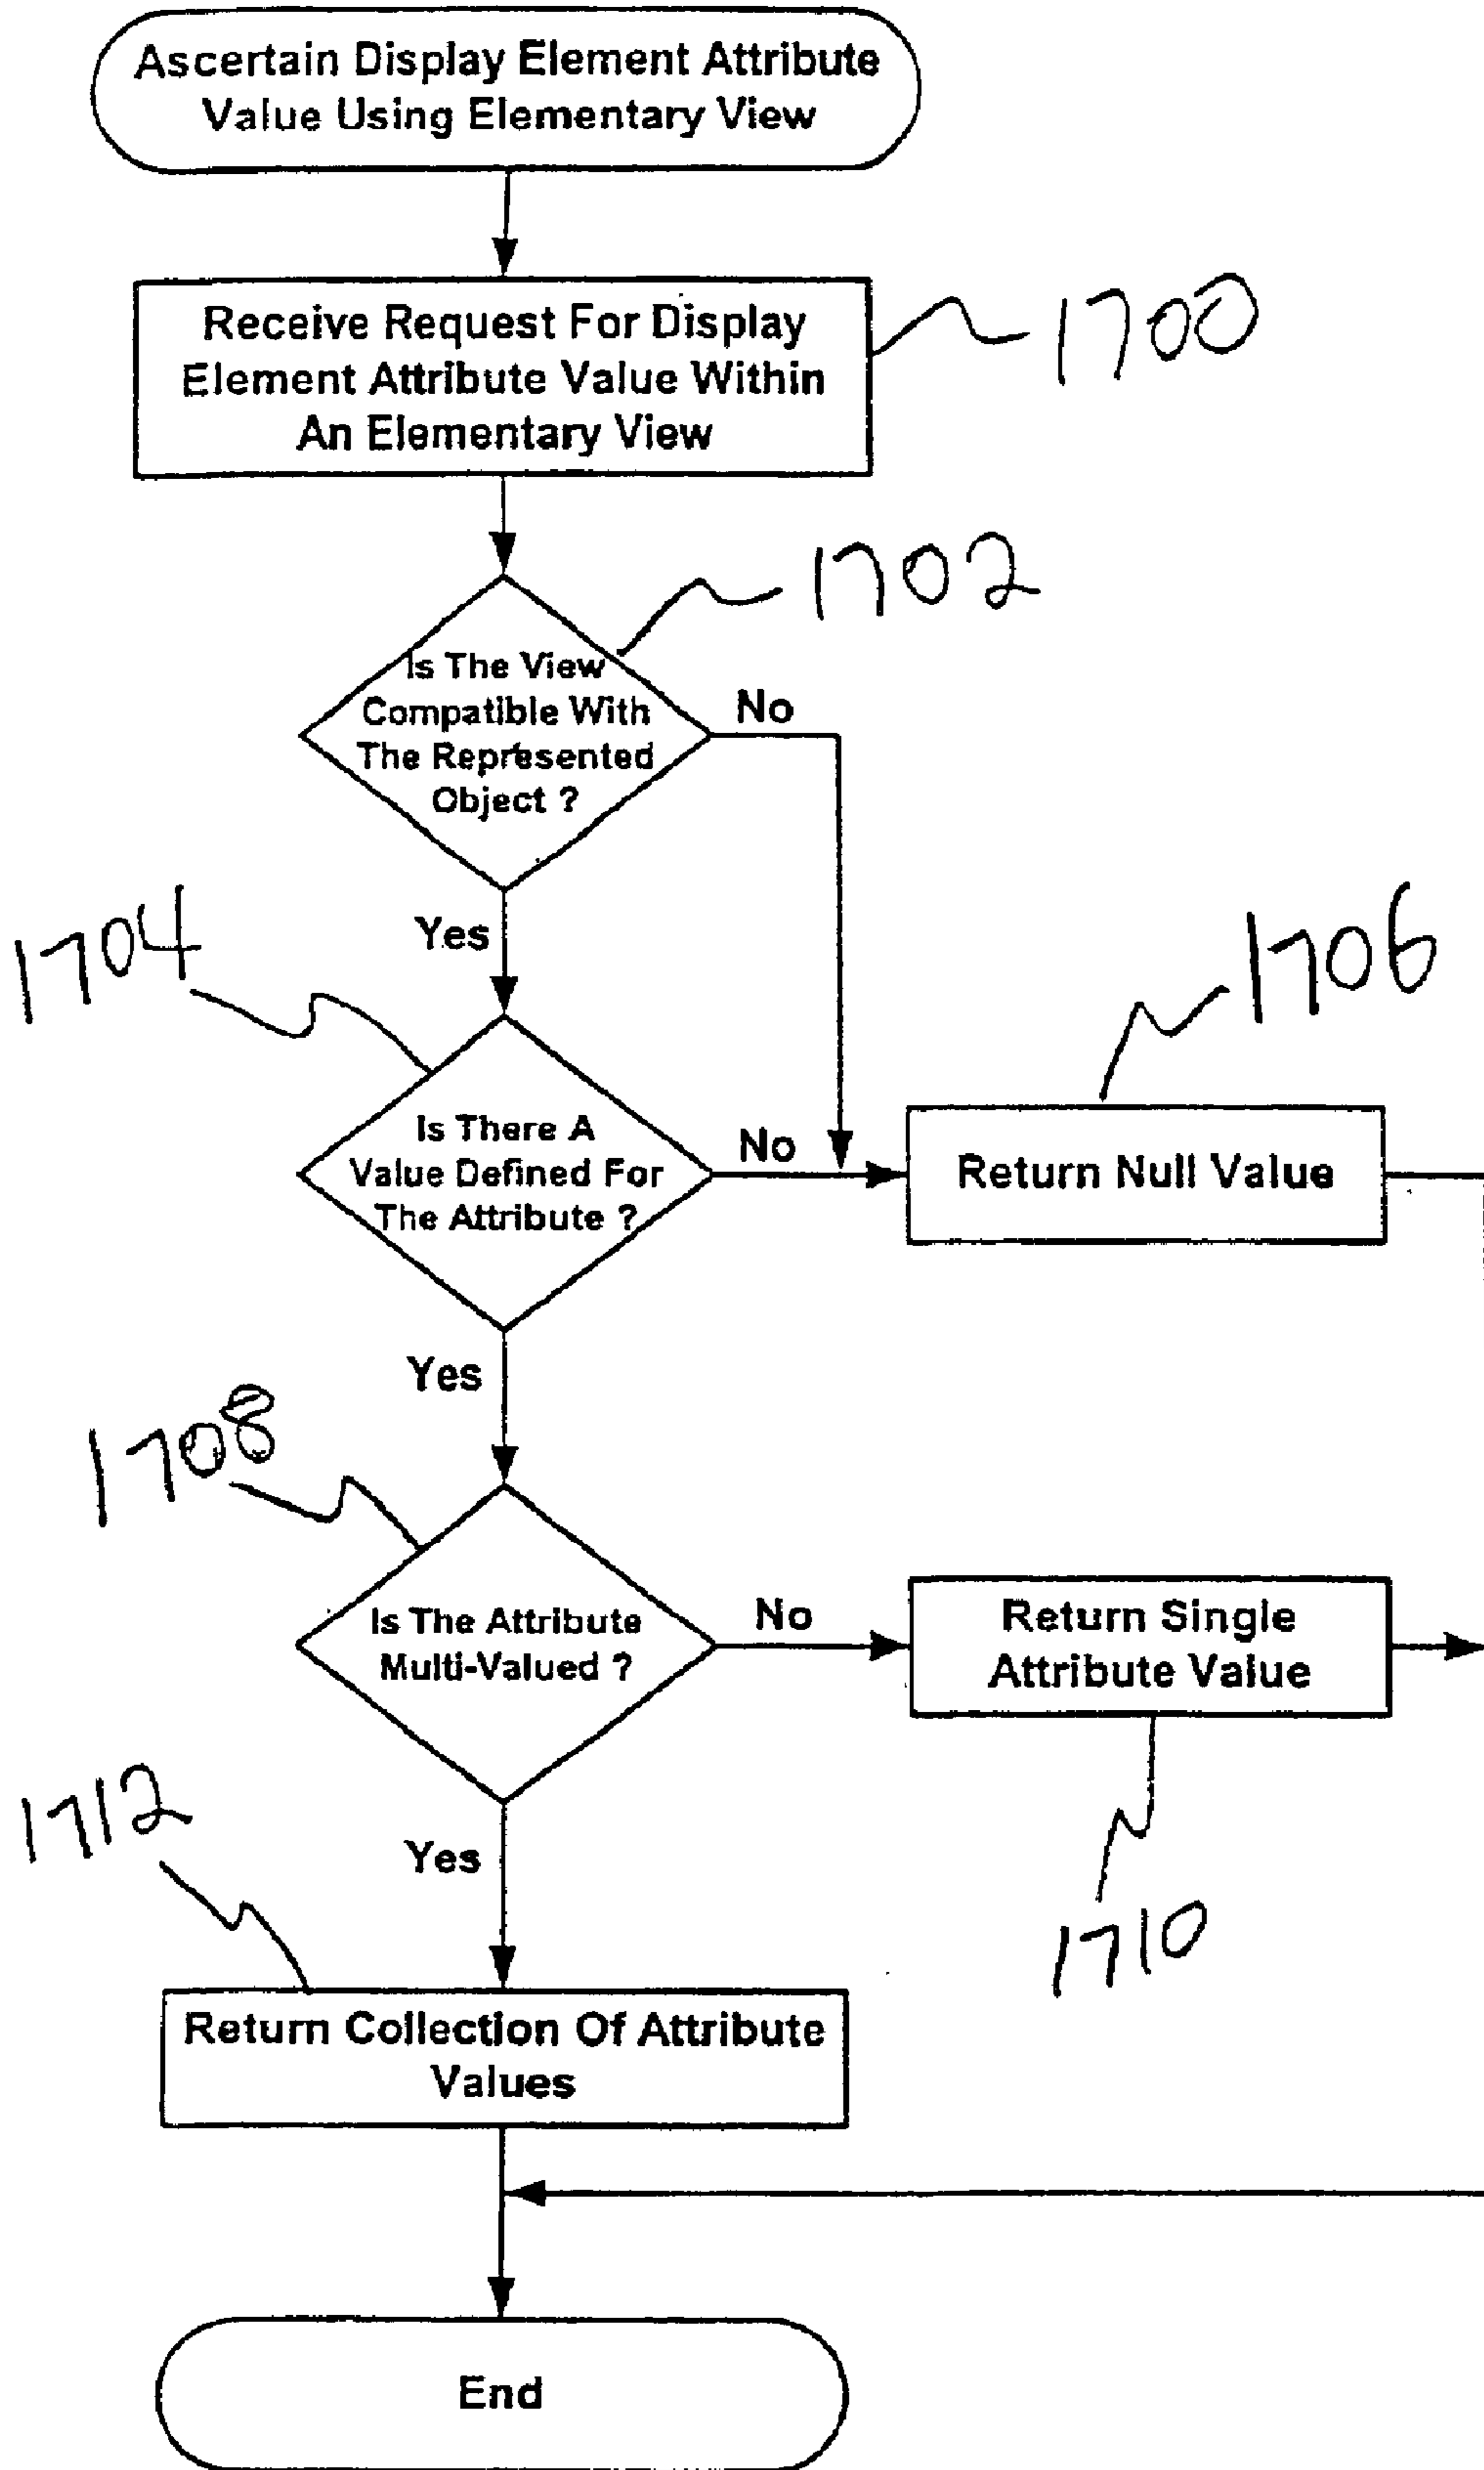 Ascertain Display Element Attribute
Value Using Elementary View
Receive Request For Display
Element Attribute Value Within
An Elementary View
1700
1702
Is The View
Compatible With
The Represented
Object ?
No
Yes
1704
1706
Is There A
Value Defined For
The Attribute ?
No
Return Null Value
Yes
1708
Is The Attribute
Multi-Valued ?
No
Return Single
Attribute Value
1710
Yes
1712
Return Collection Of Attribute
Values
End